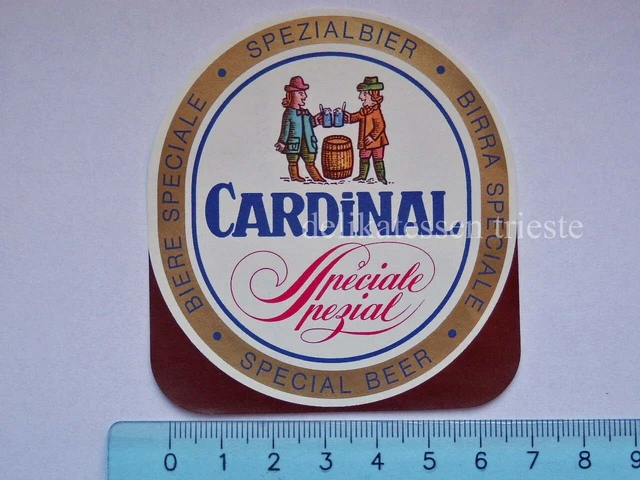 SPEZIALBIER
BIERE SPECIALE
BIRRA SPECIALE
CARDiNAL
delikatessen trieste
Spéciale
Spezial
SPECIAL BEER
0 1 2 3 4 5 6 7 8 9